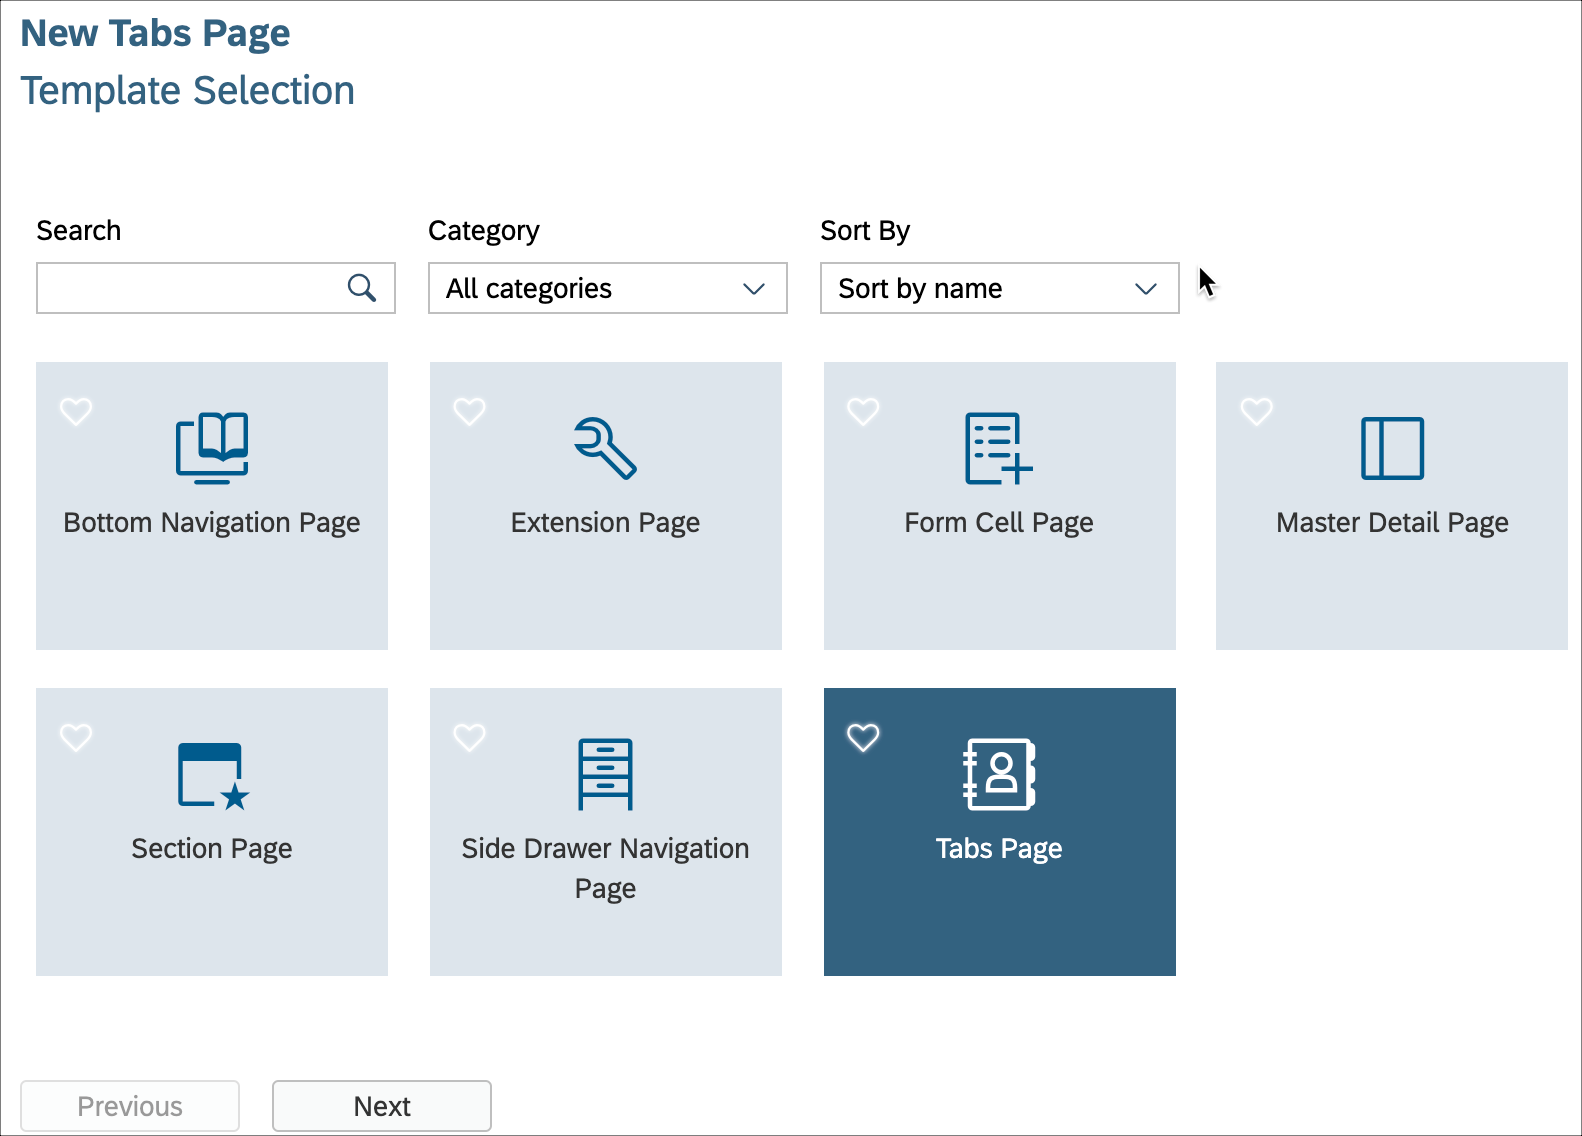 New Tabs Page
Template Selection
Search
Category
Sort By
All categories
Sort by name
Bottom Navigation Page
Extension Page
Form Cell Page
Master Detail Page
Section Page
Side Drawer Navigation
Page
Tabs Page
Previous
Next